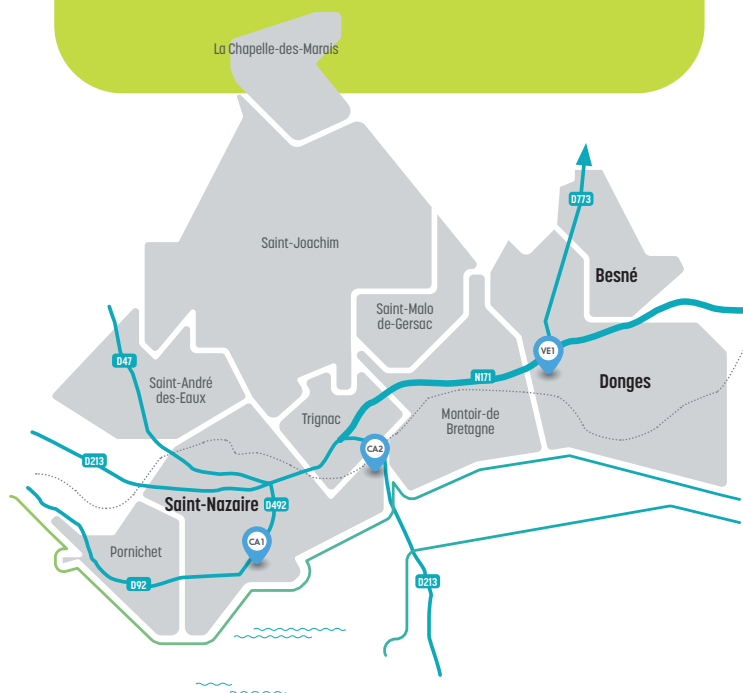 La Chapelle-des-Marais
D773
Saint-Joachim
Besné
Saint-Malo
de-Gersac
VE1
D47
N171
Donges
Saint-André
des-Eaux
Trignac
Montoir-de
Bretagne
CA2
D213
Saint-Nazaire
D492
CA1
Pornichet
D92
D213